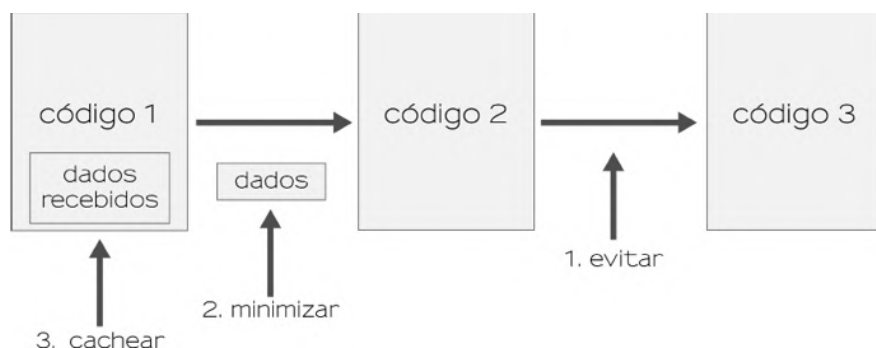 código 1
código 2
código 3
dados
recebidos
dados
1. evitar
2. minimizar
3. cachear